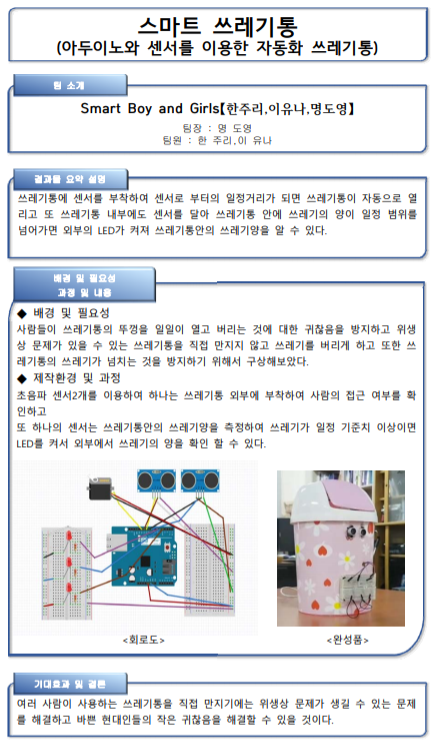 스마트 쓰레기통
(아두이노와 센서를 이용한 자동화 쓰레기통)
팀 소개
Smart Boy and Girls【한주리,이유나,명도영】
팀장 : 명 도영
팀원 : 한 주리,이 유나
결과물 요약 설명
쓰레기통에 센서를 부착하여 센서로 부터의 일정거리가 되면 쓰레기통이 자동으로 열
리고 또 쓰레기통 내부에도 센서를 달아 쓰레기통 안에 쓰레기의 양이 일정 범위를
넘어가면 외부의 LED가 켜져 쓰레기통안의 쓰레기양을 알 수 있다.
배경 및 필요성
과정 및 내용
◆ 배경 및 필요성
사람들이 쓰레기통의 뚜껑을 일일이 열고 버리는 것에 대한 귀찮음을 방지하고 위생
상 문제가 있을 수 있는 쓰레기통을 직접 만지지 않고 쓰레기를 버리게 하고 또한 쓰
레기통의 쓰레기가 넘치는 것을 방지하기 위해서 구상해보았다.
◆ 제작환경 및 과정
초음파 센서2개를 이용하여 하나는 쓰레기통 외부에 부착하여 사람의 접근 여부를 확
인하고
또 하나의 센서는 쓰레기통안의 쓰레기양을 측정하여 쓰레기가 일정 기준치 이상이면
LED를 켜서 외부에서 쓰레기의 양을 확인 할 수 있다.
<회로도>
<완성품>
기대효과 및 결론
여러 사람이 사용하는 쓰레기통을 직접 만지기에는 위생상 문제가 생길 수 있는 문제
를 해결하고 바쁜 현대인들의 작은 귀찮음을 해결할 수 있을 것이다.